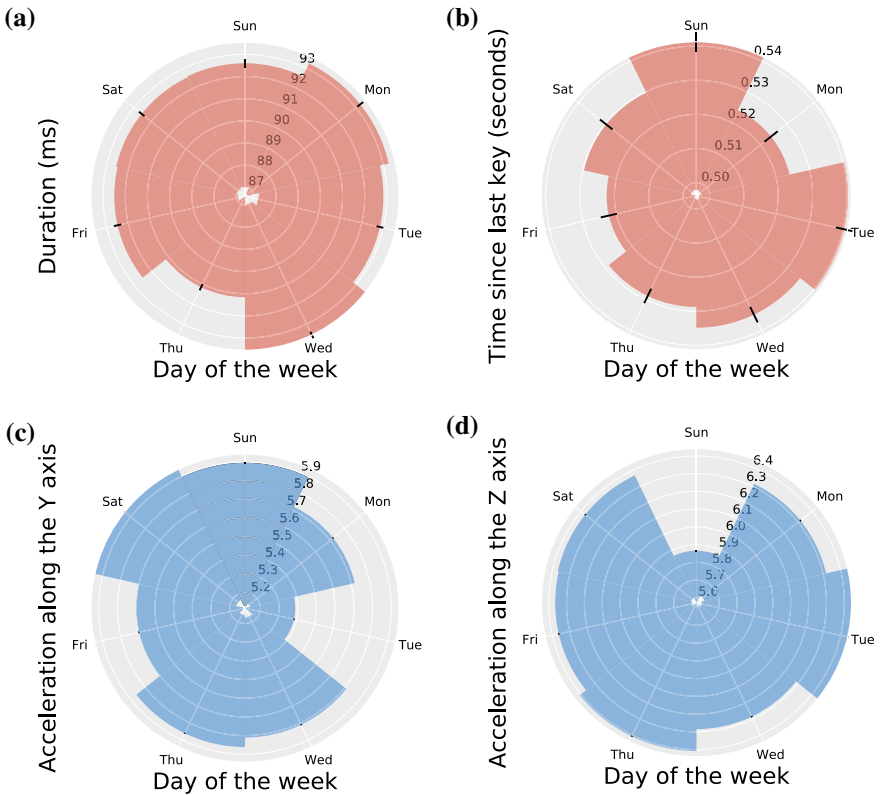 (a)
Duration (ms)
Sun
Mon
Tue
Wed
Thu
Fri
Sat
93
92
91
90
89
88
87
Day of the week
(b)
Time since last key (seconds)
Sun
Mon
Tue
Wed
Thu
Fri
Sat
0.54
0.53
0.52
0.51
0.50
Day of the week
(c)
Acceleration along the Y axis
Sun
Mon
Tue
Wed
Thu
Fri
Sat
5.9
5.8
5.7
5.6
5.5
5.4
5.3
5.2
Day of the week
(d)
Acceleration along the Z axis
Sun
Mon
Tue
Wed
Thu
Fri
Sat
6.4
6.3
6.2
6.1
6.0
5.9
5.8
5.7
5.6
Day of the week